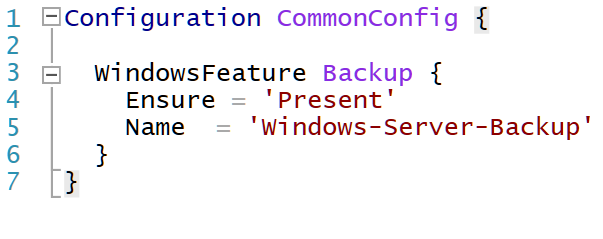 1 Configuration CommonConfig {
2
3   WindowsFeature Backup {
4     Ensure = 'Present'
5     Name  = 'Windows-Server-Backup'
6   }
7 }